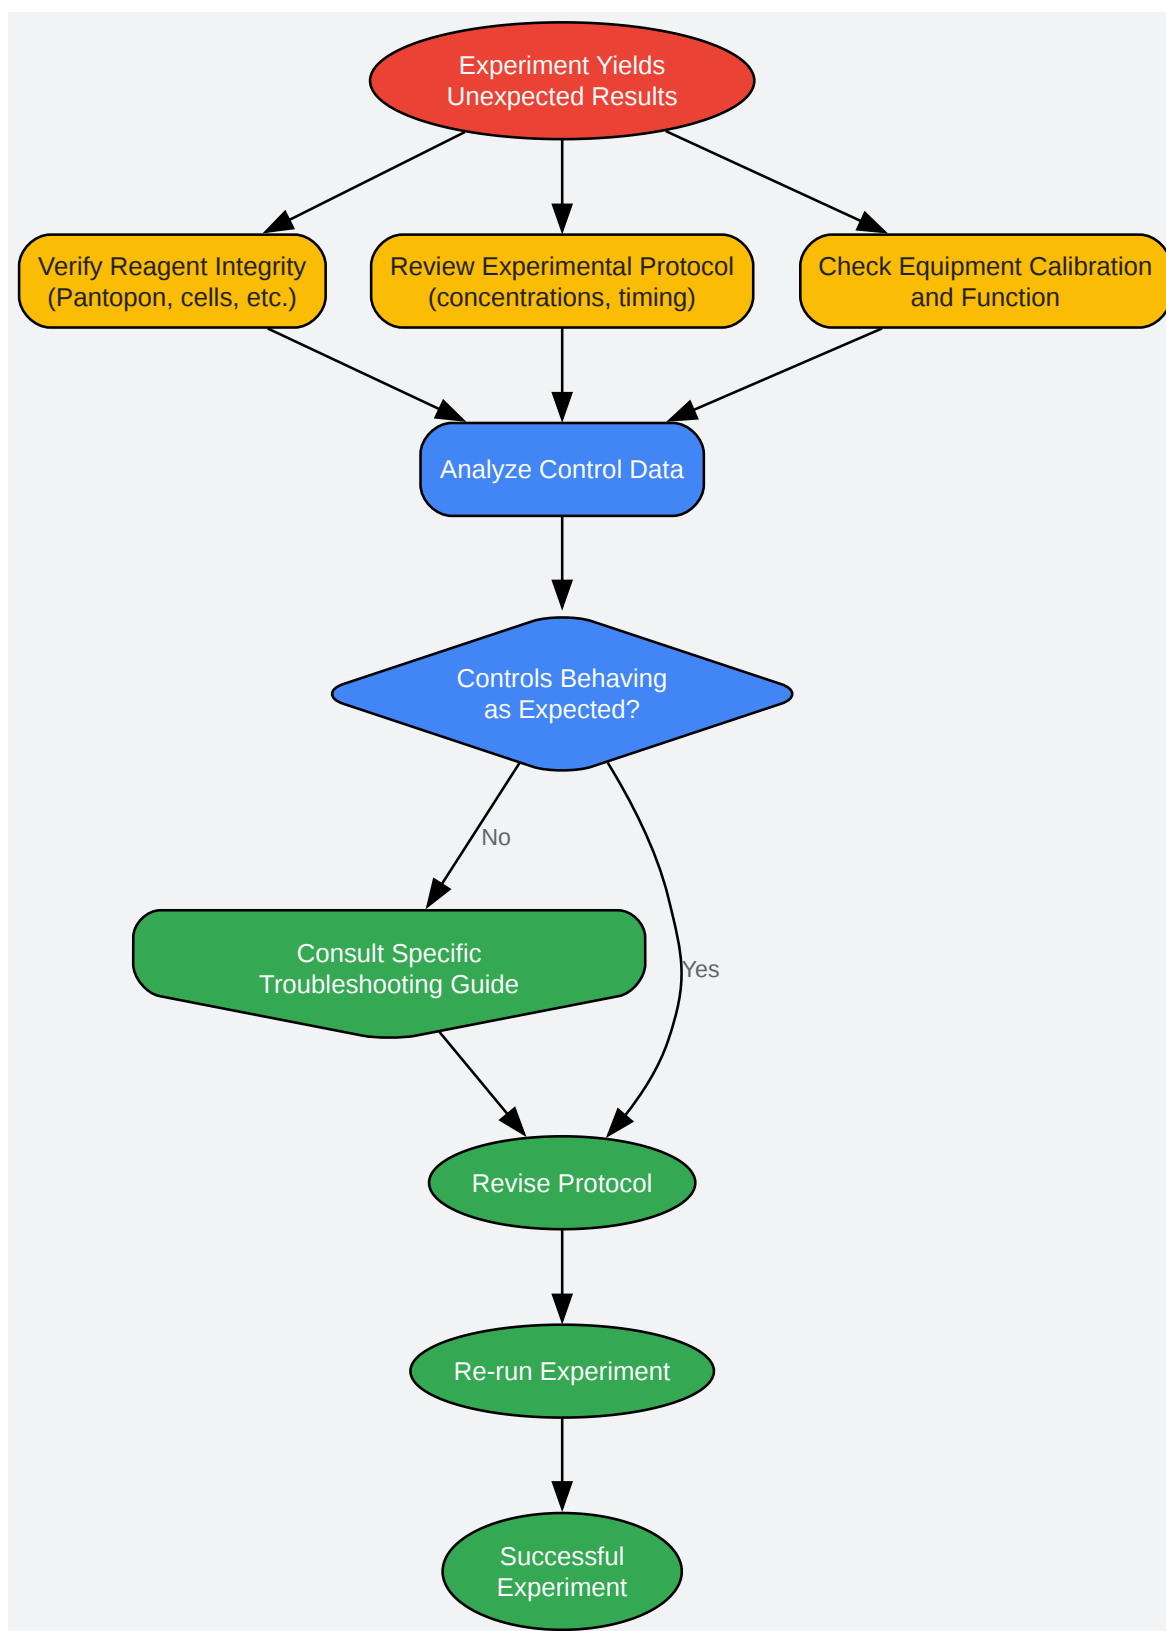 Experiment Yields
Unexpected Results
Verify Reagent Integrity
(Pantopon, cells, etc.)
Review Experimental Protocol
(concentrations, timing)
Check Equipment Calibration
and Function
Analyze Control Data
Controls Behaving
as Expected?
No
Consult Specific
Troubleshooting Guide
Yes
Revise Protocol
Re-run Experiment
Successful
Experiment